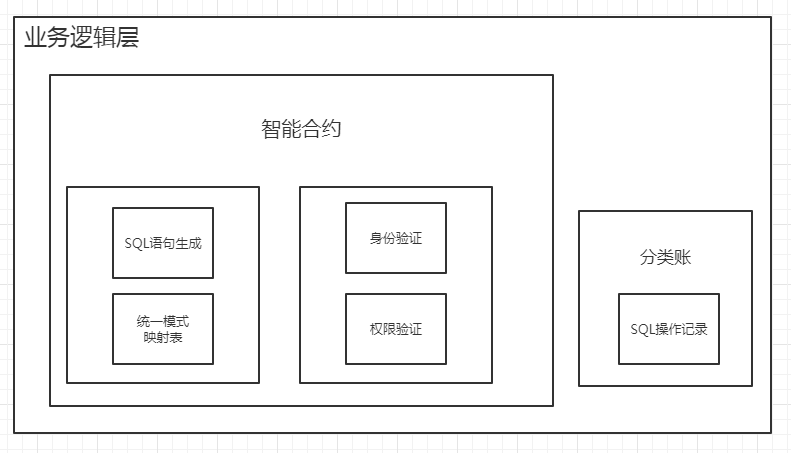 业务逻辑层
智能合约
SQL语句生成
统一模式
映射表
身份验证
权限验证
分类账
SQL操作记录